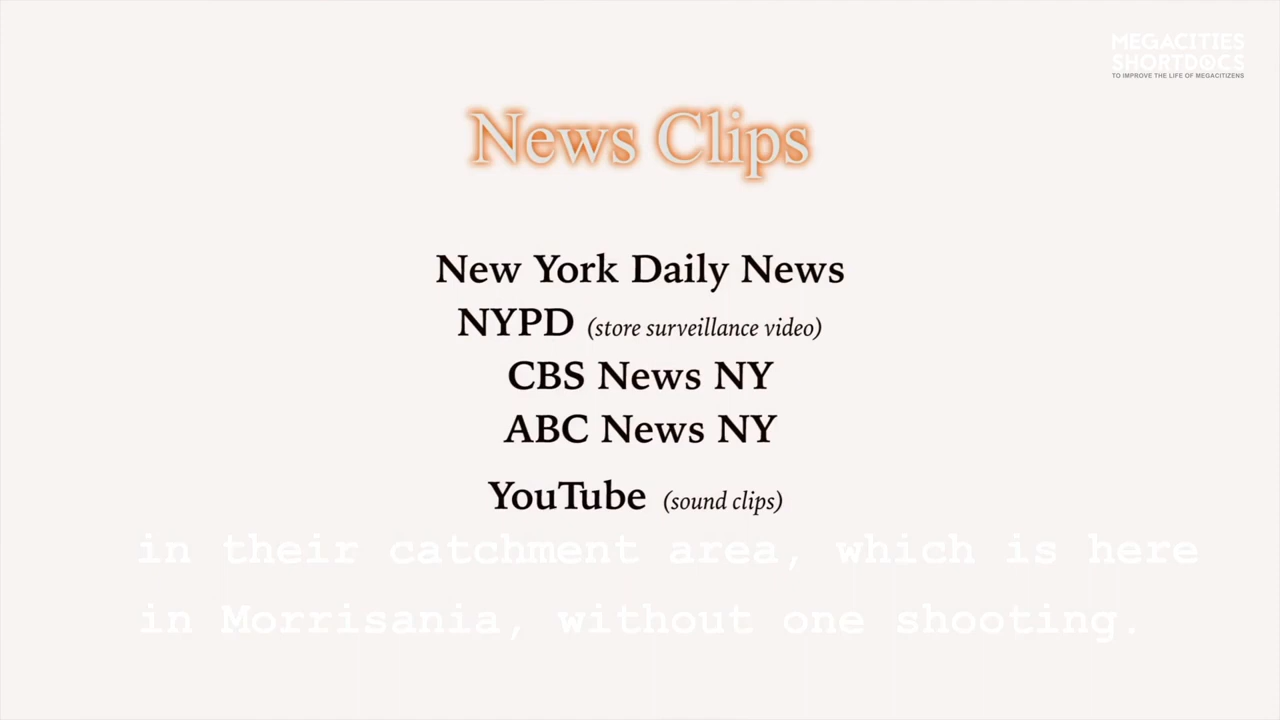 MEGACITIES
SHORTDOCS
TO IMPROVE THE LIFE OF MEGACITIZENS
News Clips
New York Daily News
NYPD (store surveillance video)
CBS News NY
ABC News NY
YouTube (sound clips)
in their catchment area, which is here
in Morrisania, without one shooting.